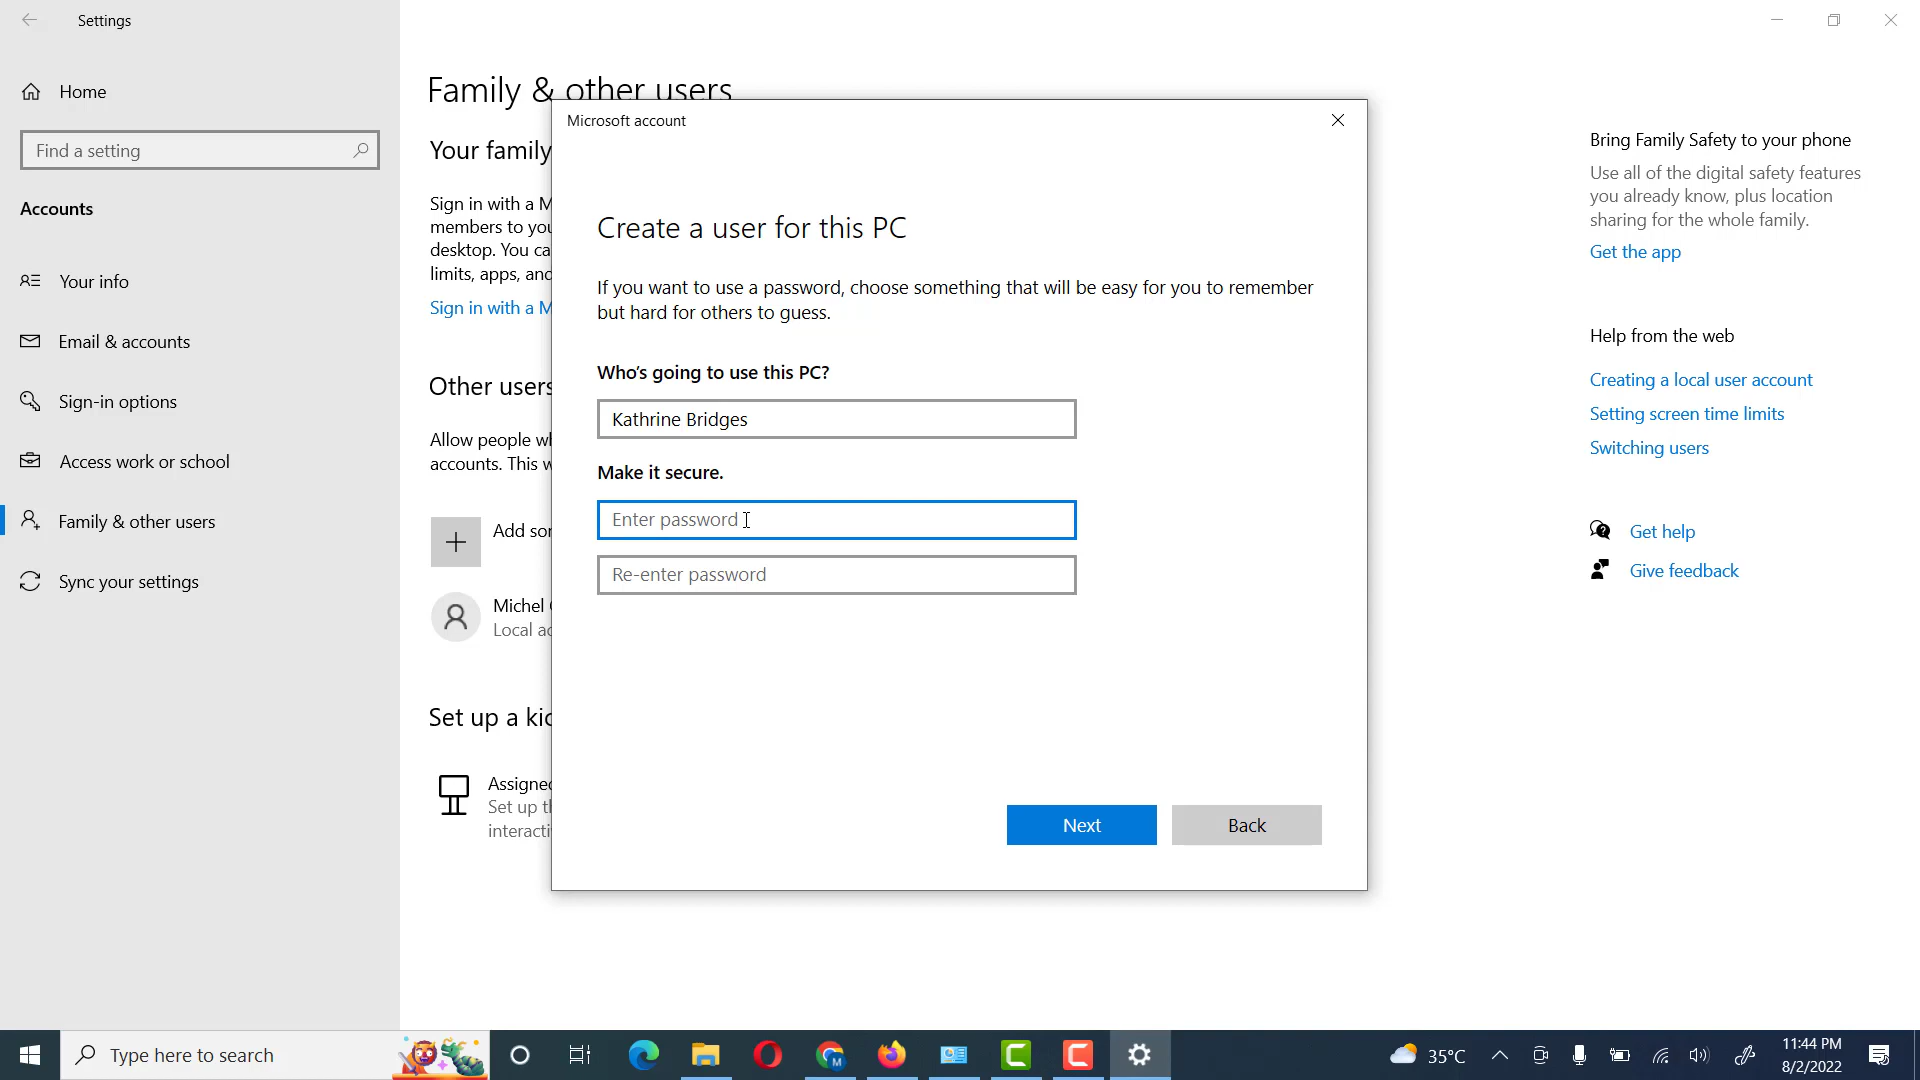 Settings
Home
Find a setting
Accounts
Your info
Email & accounts
Sign-in options
Access work or school
Family & other users
Sync your settings
Family & other users
Your family
Sign in with a M
members to you
desktop. You ca
limits, apps, and
Sign in with a M
Other users
Allow people wh
accounts. This w
Add som
Michel
Local ac
Set up a kio
Assigned
Set up th
interacti
Microsoft account
Create a user for this PC
If you want to use a password, choose something that will be easy for you to remember
but hard for others to guess.
Who's going to use this PC?
Kathrine Bridges
Make it secure.
Enter password
Re-enter password
Next
Back
Bring Family Safety to your phone
Use all of the digital safety features
you already know, plus location
sharing for the whole family.
Get the app
Help from the web
Creating a local user account
Setting screen time limits
Switching users
Get help
Give feedback
Type here to search
M
35°C
11:44 PM
8/2/2022